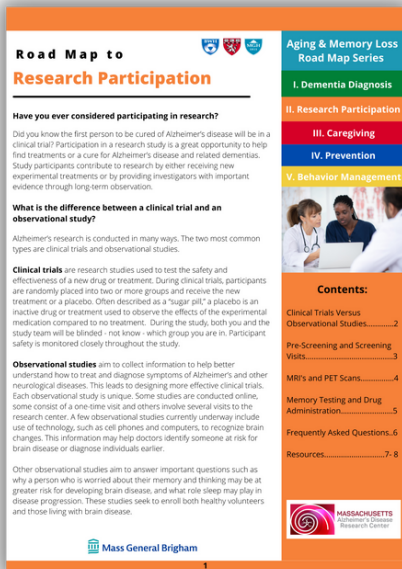 Road Map to
Research Participation
Have you ever considered participating in research?
Did you know the first person to be cured of Alzheimer's disease will be in a
clinical trial? Participation in a research study is a great opportunity to help
find treatments or a cure for Alzheimer's disease and related dementias.
Study participants contribute to research by either receiving new
experimental treatments or by providing investigators with important
evidence through long-term observation.
What is the difference between a clinical trial and an
observational study?
Alzheimer's research is conducted in many ways. The two most common
types are clinical trials and observational studies.
Clinical trials are research studies used to test the safety and
effectiveness of a new drug or treatment. During clinical trials, participants
are randomly placed into two or more groups and receive the new
treatment or a placebo. Often described as a "sugar pill," a placebo is an
inactive drug or treatment used to observe the effects of the experimental
medication compared to no treatment. During the study, both you and the
study team will be blinded - not know - which group you are in. Participant
safety is monitored closely throughout the study.
Observational studies aim to collect information to help better
understand how to treat and diagnose symptoms of Alzheimer's and other
neurological diseases. This leads to designing more effective clinical trials.
Each observational study is unique. Some studies are conducted online,
some consist of a one-time visit and others involve several visits to the
research center. A few observational studies currently underway include
use of technology, such as cell phones and computers, to recognize brain
changes. This information may help doctors identify someone at risk for
brain disease or diagnose individuals earlier.
Other observational studies aim to answer important questions such as
why a person who is worried about their memory and thinking may be at
greater risk for developing brain disease, and what role sleep may play in
disease progression. These studies seek to enroll both healthy volunteers
and those living with brain disease.
Mass General Brigham
1
Aging & Memory Loss
Road Map Series
I. Dementia Diagnosis
II. Research Participation
III. Caregiving
IV. Prevention
V. Behavior Management
Contents:
Clinical Trials Versus
Observational Studies............2
Pre-Screening and Screening
Visits......................................3
MRI's and PET Scans..............4
Memory Testing and Drug
Administration.......................5
Frequently Asked Questions..6
Resources...........................7- 8
MASSACHUSETTS
Alzheimer's Disease
Research Center